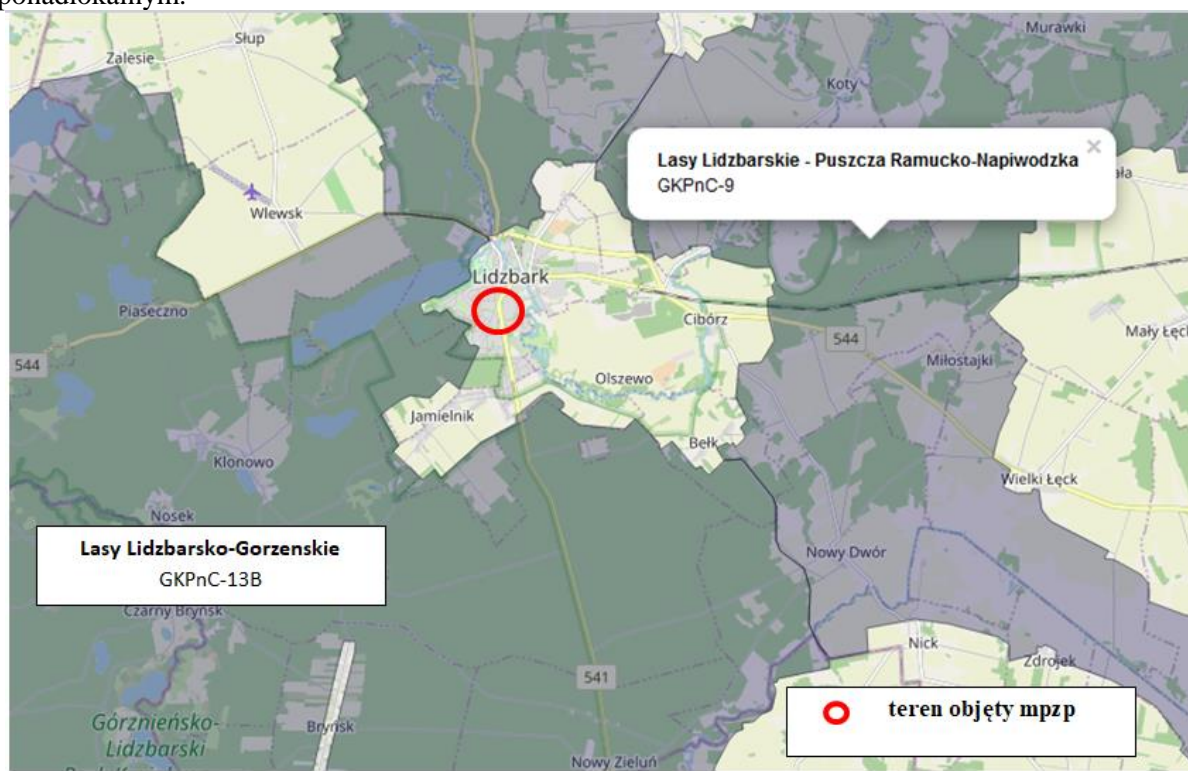 ponadlokalnym.
Słup
Zalesie
Murawki
Koty
Lasy Lidzbarskie - Puszcza Ramucko-Napiwodzka
GKPnC-9
×
Wlewsk
Lidzbark
Piaseczno
Cibórz
Mały Łęck
544
544
Miłostajki
Olszewo
Jamielnik
Bełk
Klonowo
Wielki Łęck
Nosek
Lasy Lidzbarsko-Gorzenskie
GKPnC-13B
Nowy Dwór
Czarny Bryńsk
Nick
Zdrojek
541
teren objęty mpzp
Górznieńsko-
Lidzbarski
Bryńsk
Nowy Zieluń